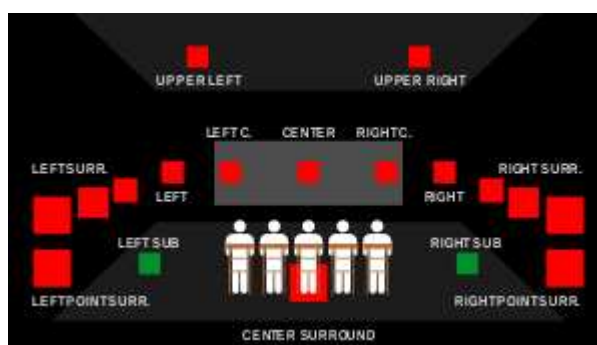 UPPER LEFT UPPER RIGHT
LEFT C. CENTER RIGHT C.
LEFT SURR. RIGHT SURR.
LEFT RIGHT
LEFT SUB RIGHT SUB
LEFT POINT SURR. RIGHT POINT SURR.
CENTER SURROUND